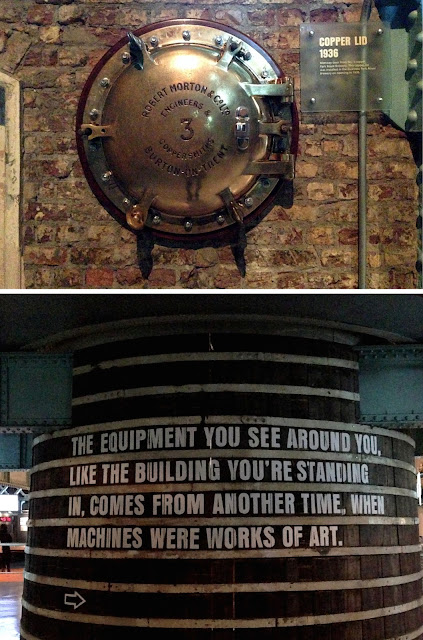 ROBERT MORTON & CO LTD
ENGINEERS &
3
COPPERSMITHS
BURTON-ON-TRENT
COPPER LID
1936
THE EQUIPMENT YOU SEE AROUND YOU,
LIKE THE BUILDING YOU'RE STANDING
IN, COMES FROM ANOTHER TIME, WHEN
MACHINES WERE WORKS OF ART.